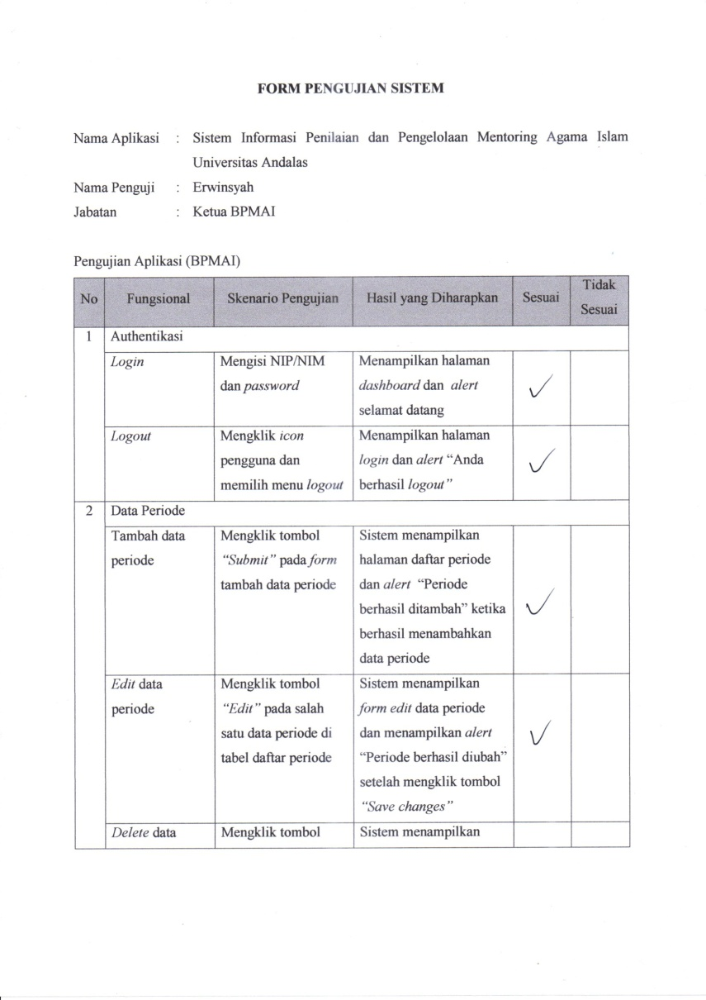 FORM PENGUJIAN SISTEM
Nama Aplikasi : Sistem Informasi Penilaian dan Pengelolaan Mentoring Agama Islam
Universitas Andalas
Nama Penguji : Erwinsyah
Jabatan : Ketua BPMAI
Pengujian Aplikasi (BPMAI)
No Fungsional Skenario Pengujian Hasil yang Diharapkan Sesuai Tidak
Sesuai
1 Authentikasi
Login Mengisi NIP/NIM Menampilkan halaman
dan password dashboard dan alert
selamat datang
Logout Mengklik icon Menampilkan halaman
pengguna dan login dan alert “Anda
memilih menu logout berhasil logout”
2 Data Periode
Tambah data Mengklik tombol Sistem menampilkan
periode “Submit” pada form halaman daftar periode
tambah data periode dan alert “Periode
berhasil ditambah” ketika
berhasil menambahkan
data periode
Edit data Mengklik tombol Sistem menampilkan
periode “Edit” pada salah form edit data periode
satu data periode di dan menampilkan alert
tabel daftar periode “Periode berhasil diubah”
setelah mengklik tombol
“Save changes”
Delete data Mengklik tombol Sistem menampilkan